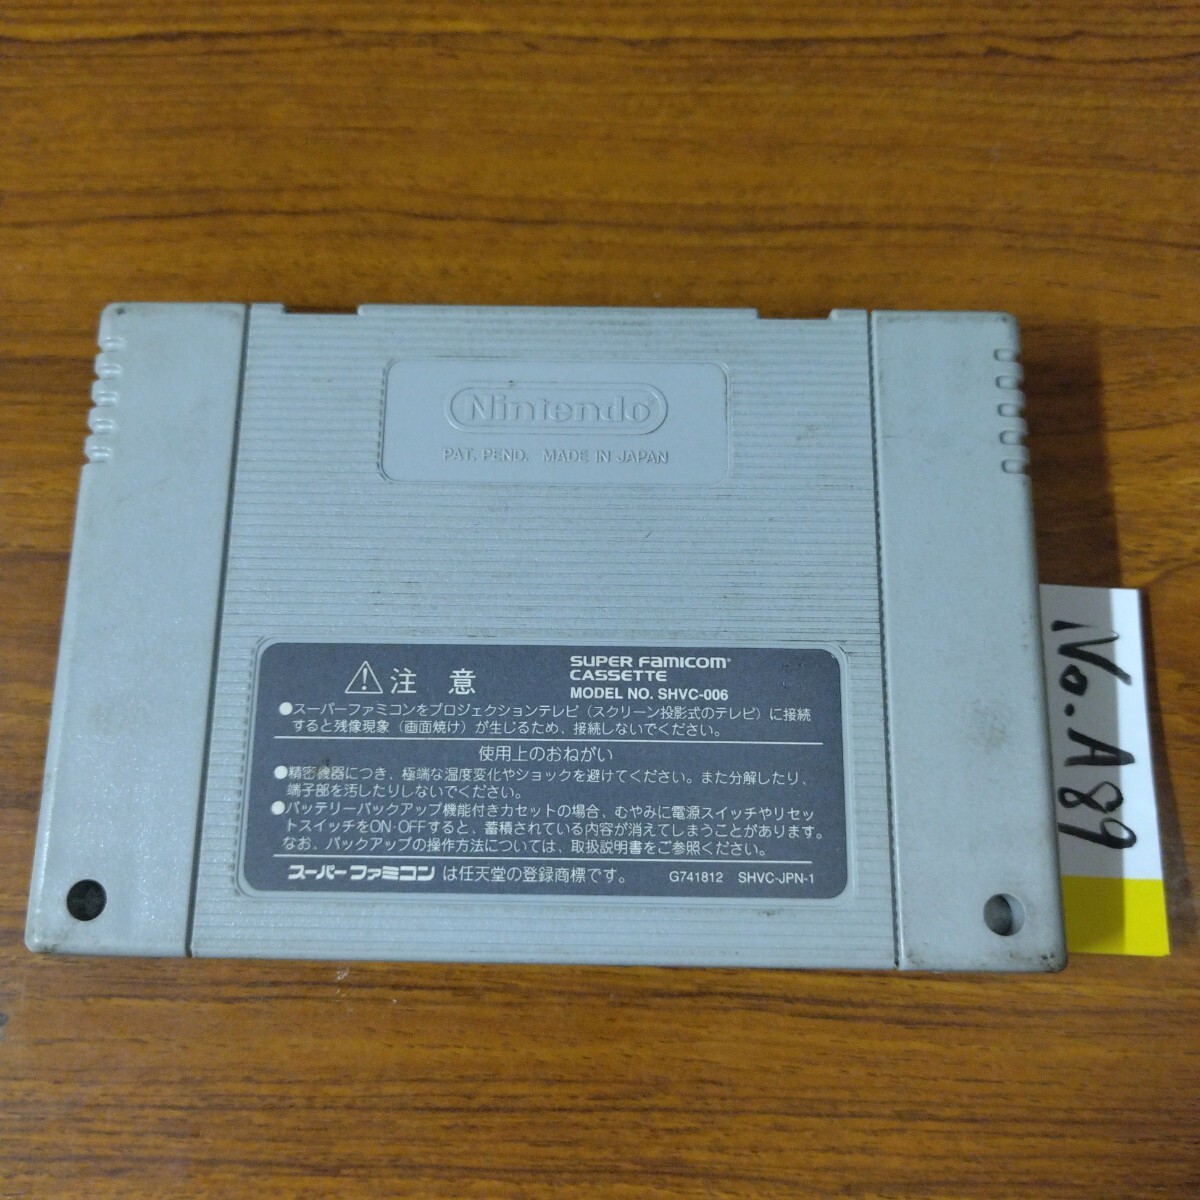 Nintendo
PAT. PEND. MADE IN JAPAN
注意
SUPER FAMICOM
CASSETTE
MODEL NO. SHVC-006
●スーパーファミコンをプロジェクションテレビ(スクリーン投影式のテレビ)に接続
すると残像現象(画面焼け)が生じるため、接続しないでください。
使用上のおねがい
●精密機器につき、極端な温度変化やショックを避けてください。また分解したり、
端子部を汚したりしないでください。
●バッテリーバックアップ機能付きカセットの場合、むやみに電源スイッチやリセッ
トスイッチをON・OFFすると、蓄積されている内容が消えてしまうことがあります。
なお、バックアップの操作方法については、取扱説明書をご参照ください。
スーパーファミコンは任天堂の登録商標です。 G741812 SHVC-JPN-1
No.A89